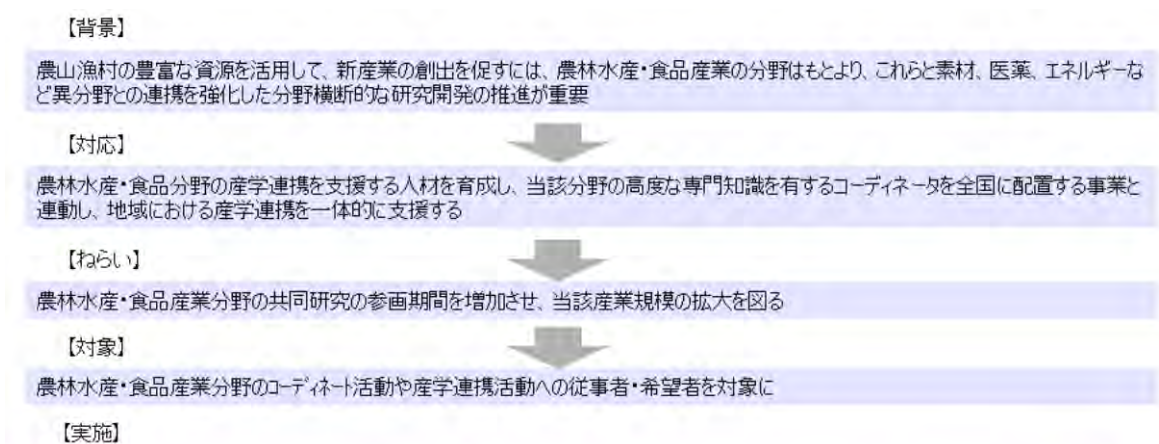 【背景】
農山漁村の豊富な資源を活用して、新産業の創出を促すには、農林水産・食品産業の分野はもとより、これらと素材、医薬、エネルギーな
ど異分野との連携を強化した分野横断的な研究開発の推進が重要
【対応】
農林水産・食品分野の産学連携を支援する人材を育成し、当該分野の高度な専門知識を有するコーディネータを全国に配置する事業と
連動し、地域における産学連携を一体的に支援する
【ねらい】
農林水産・食品産業分野の共同研究の参画期間を増加させ、当該産業規模の拡大を図る
【対象】
農林水産・食品産業分野のコーディネート活動や産学連携活動への従事者・希望者を対象に
【実施】